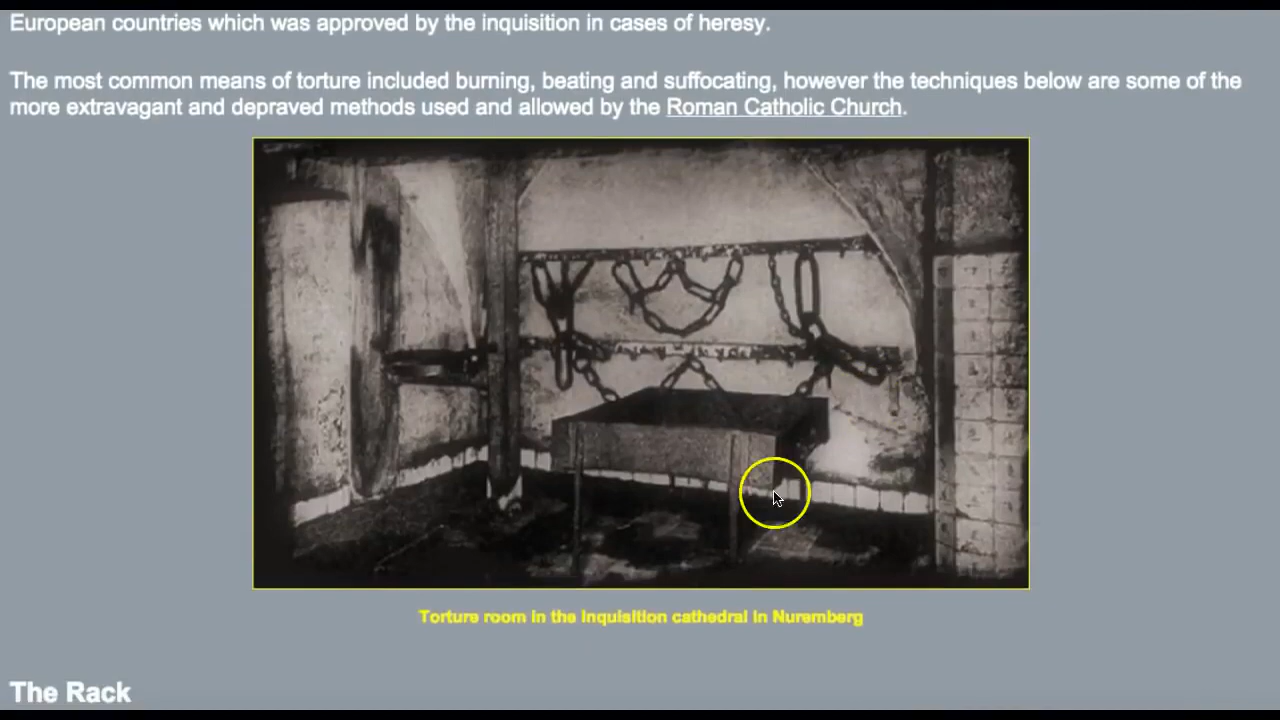 European countries which was approved by the inquisition in cases of heresy.
The most common means of torture included burning, beating and suffocating, however the techniques below are some of the
more extravagant and depraved methods used and allowed by the Roman Catholic Church.
Torture room in the Inquisition cathedral in Nuremberg
The Rack